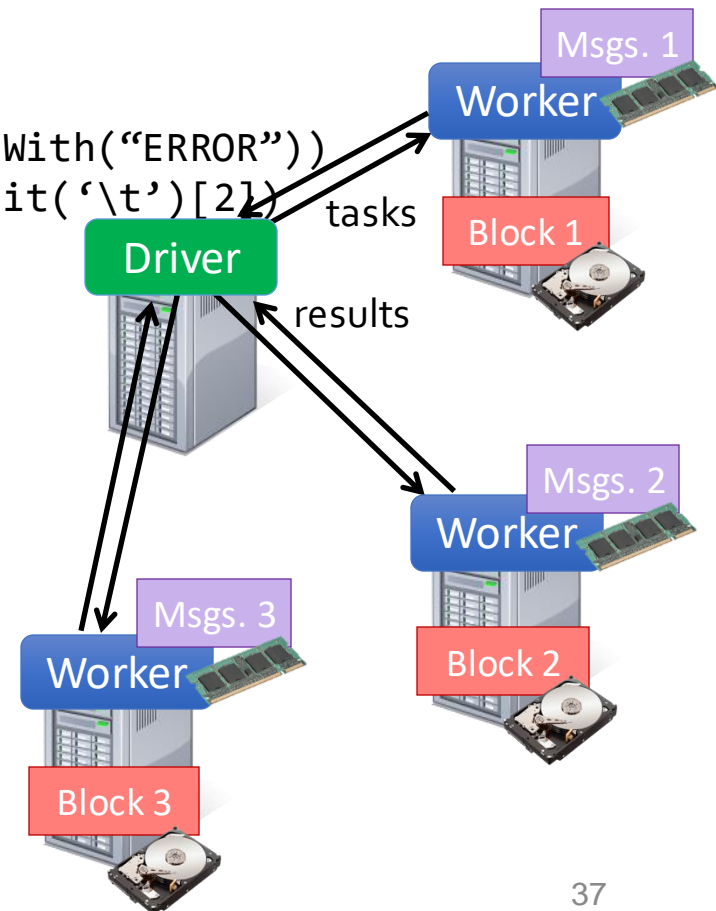 Msgs. 1
Worker
With(“ERROR”))
it(‘\t’)[2])
tasks
Block 1
Driver
results
Msgs. 2
Worker
Msgs. 3
Block 2
Worker
Block 3
37